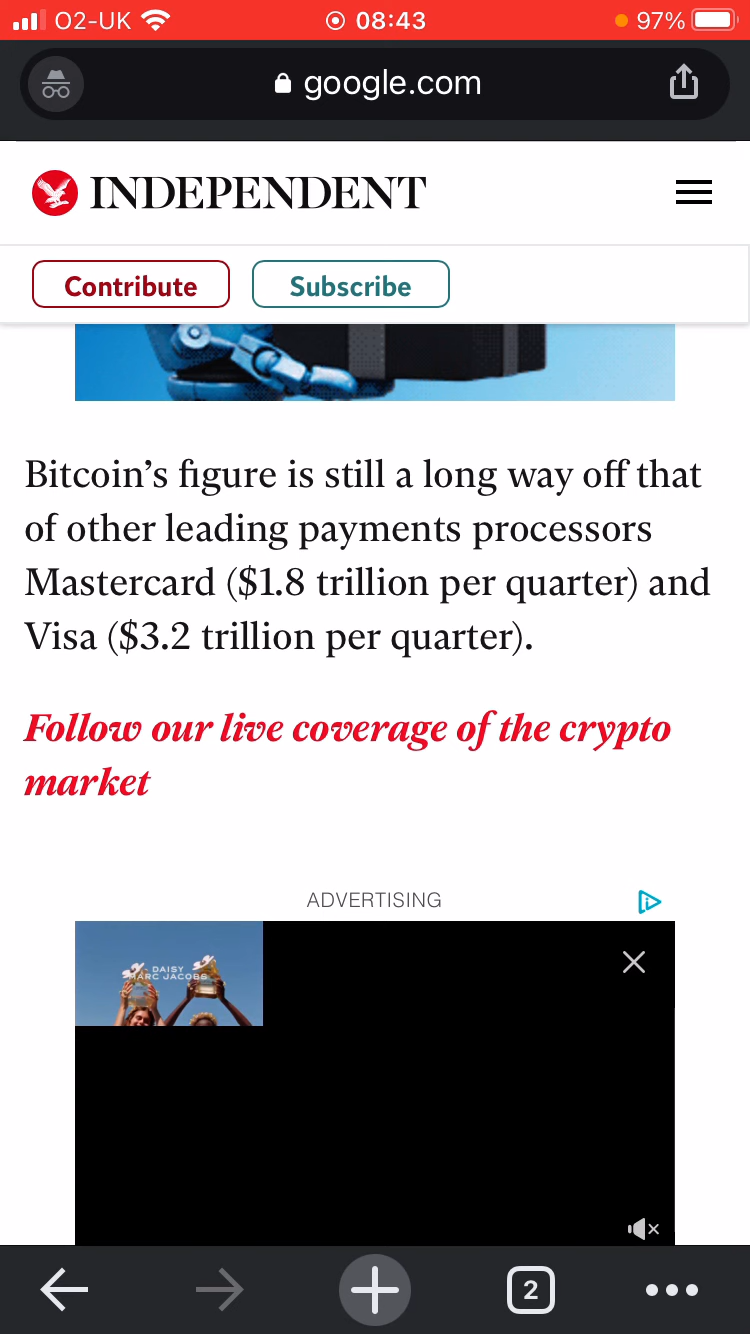 O2-UK 08:43 97%
google.com
INDEPENDENT
Contribute Subscribe
Bitcoin’s figure is still a long way off that
of other leading payments processors
Mastercard ($1.8 trillion per quarter) and
Visa ($3.2 trillion per quarter).
Follow our live coverage of the crypto
market
ADVERTISING
DAISY
MARC JACOBS
2